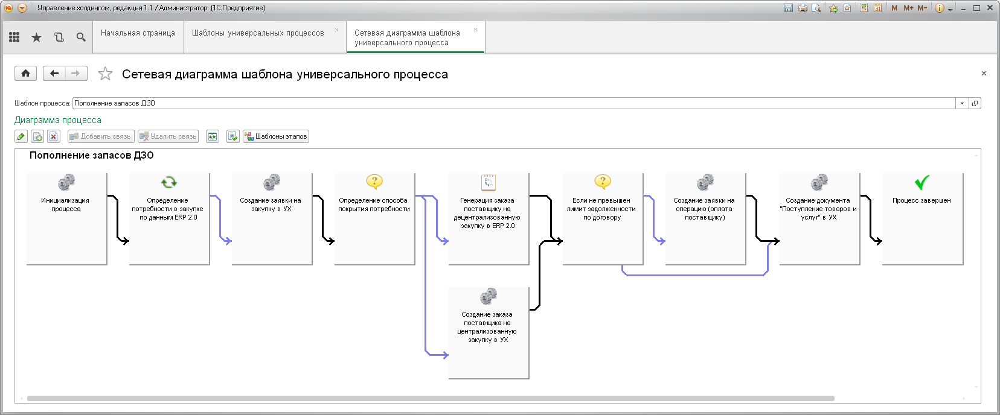 Управление холдингом, редакция 1.1 / Администратор (1С:Предприятие)
31
M M+ M-
Начальная страница
Шаблоны универсальных процессов
Сетевая диаграмма шаблона
универсального процесса
Сетевая диаграмма шаблона универсального процесса
Шаблон процесса: Пополнение запасов ДЗО
Диаграмма процесса
Добавить связь
Удалить связь
Шаблоны этапов
Пополнение запасов ДЗО
Инициализация
процесса
Определение
потребности в закупке
по данным ERP 2.0
Создание заявки на
закупку в УХ
Определение способа
покрытия потребности
Генерация заказа
поставщику на
децентрализованную
закупку в ERP 2.0
Если не превышен
лимит задолженности
по договору
Создание заявки на
операцию (оплата
поставщику)
Создание документа
"Поступление товаров и
услуг" в УХ
Процесс завершен
Создание заказа
поставщика на
централизованную
закупку в УХ